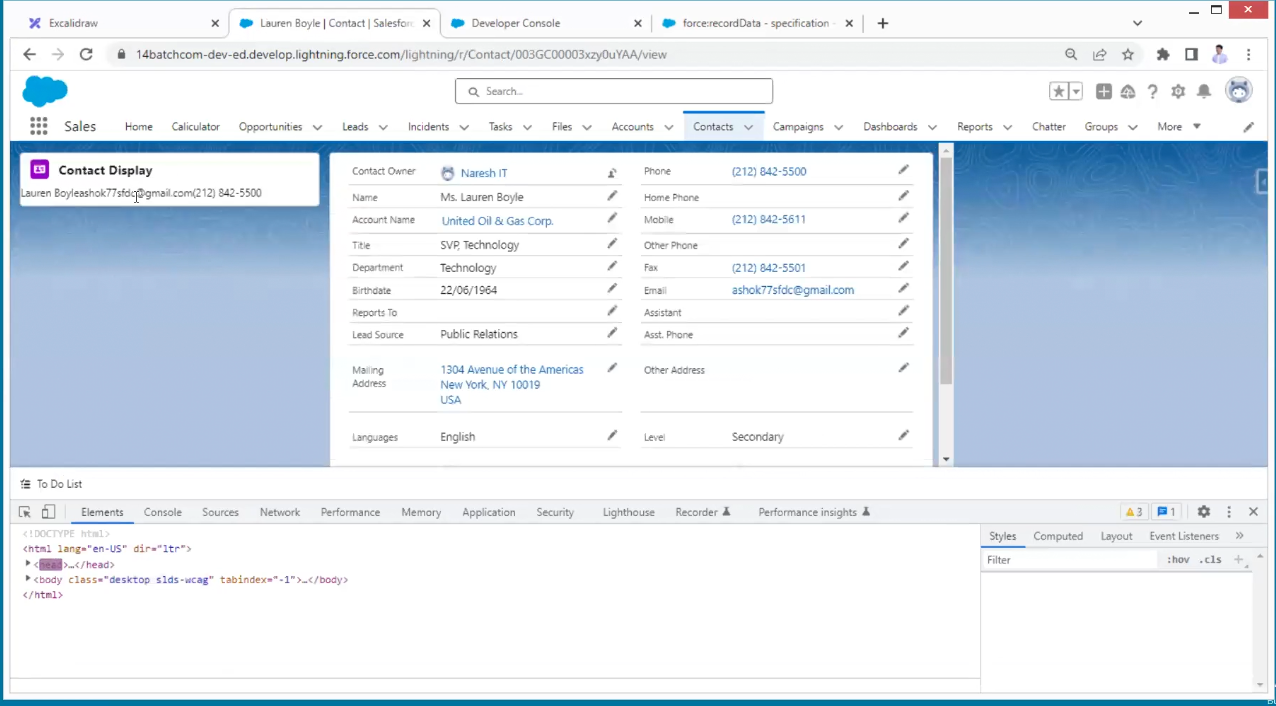 Excalidraw
Lauren Boyle | Contact | Salesfor
Developer Console
force:recordData - specification -
14batchcom-dev-ed.develop.lightning.force.com/lightning/r/Contact/003GC00003xzy0uYAA/view
Search...
Sales
Home
Calculator
Opportunities
Leads
Incidents
Tasks
Files
Accounts
Contacts
Campaigns
Dashboards
Reports
Chatter
Groups
More
Contact Display
Lauren Boyleashok77sfdc@gmail.com(212) 842-5500
Contact Owner
Naresh IT
Phone
(212) 842-5500
Name
Ms. Lauren Boyle
Home Phone
Account Name
United Oil & Gas Corp.
Mobile
(212) 842-5611
Title
SVP, Technology
Other Phone
Department
Technology
Fax
(212) 842-5501
Birthdate
22/06/1964
Email
ashok77sfdc@gmail.com
Reports To
Assistant
Lead Source
Public Relations
Asst. Phone
Mailing
Address
1304 Avenue of the Americas
New York, NY 10019
USA
Other Address
Languages
English
Level
Secondary
To Do List
Elements
Console
Sources
Network
Performance
Memory
Application
Security
Lighthouse
Recorder
Performance insights
3
1
<!DOCTYPE html>
<html lang="en-US" dir="ltr">
<head>…</head>
<body class="desktop slds-wcag" tabindex="-1">…</body>
</html>
Styles
Computed
Layout
Event Listeners
»
Filter
:hov
.cls